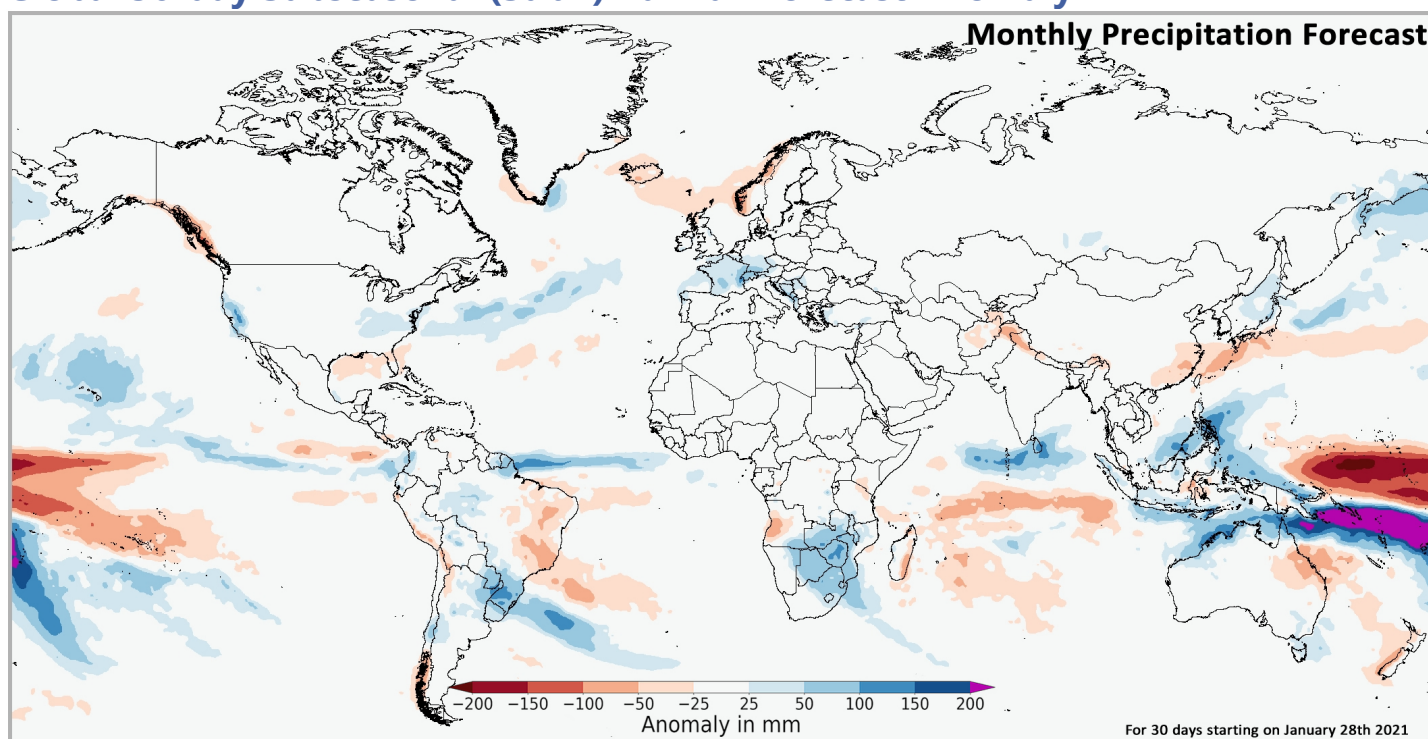 Monthly Precipitation Forecast
−200 −150 −100 −50 −25 25 50 100 150 200
Anomaly in mm
For 30 days starting on January 28th 2021